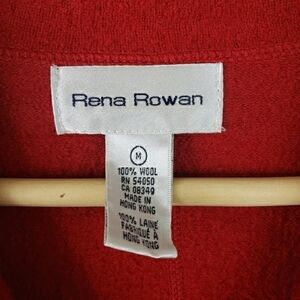 Rena Rowan
M
100% WOOL
RN 54050
CA 08349
MADE IN
HONG KONG
100% LAINE
FABRIQUÉ À
HONG KONG